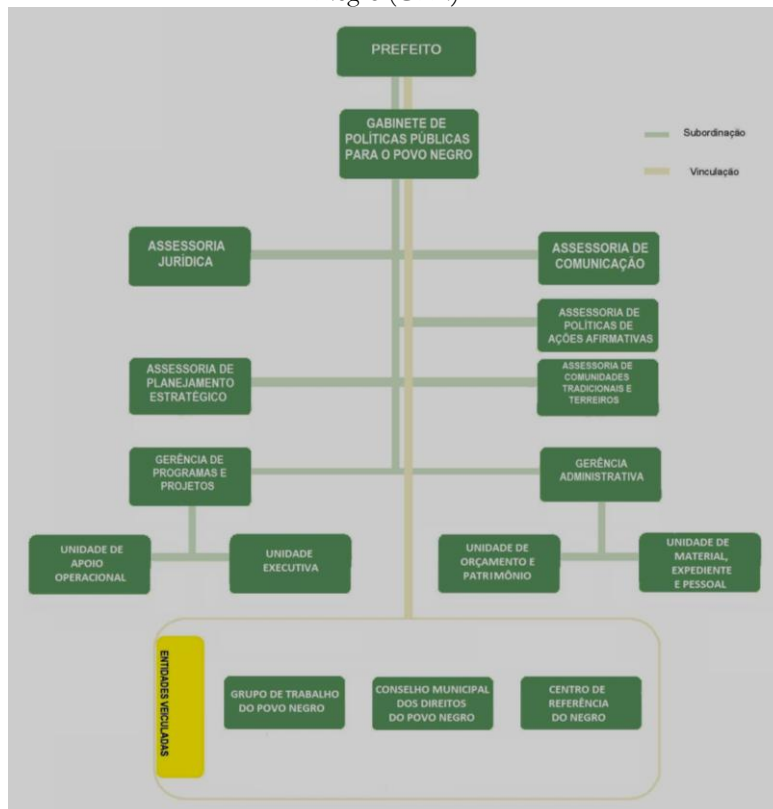 PREFEITO
GABINETE DE
POLÍTICAS PÚBLICAS
PARA O POVO NEGRO
Subordinação
Vinculação
ASSESSORIA
JURÍDICA
ASSESSORIA DE
COMUNICAÇÃO
ASSESSORIA DE
POLÍTICAS DE
AÇÕES AFIRMATIVAS
ASSESSORIA DE
PLANEJAMENTO
ESTRATÉGICO
ASSESSORIA DE
COMUNIDADES
TRADICIONAIS E
TERREIROS
GERÊNCIA DE
PROGRAMAS E
PROJETOS
GERÊNCIA
ADMINISTRATIVA
UNIDADE DE
APOIO
OPERACIONAL
UNIDADE
EXECUTIVA
UNIDADE DE
ORÇAMENTO E
PATRIMÔNIO
UNIDADE DE
MATERIAL,
EXPEDIENTE
E PESSOAL
ENTIDADES VEICULADAS
GRUPO DE TRABALHO
DO POVO NEGRO
CONSELHO MUNICIPAL
DOS DIREITOS
DO POVO NEGRO
CENTRO DE
REFERÊNCIA
DO NEGRO